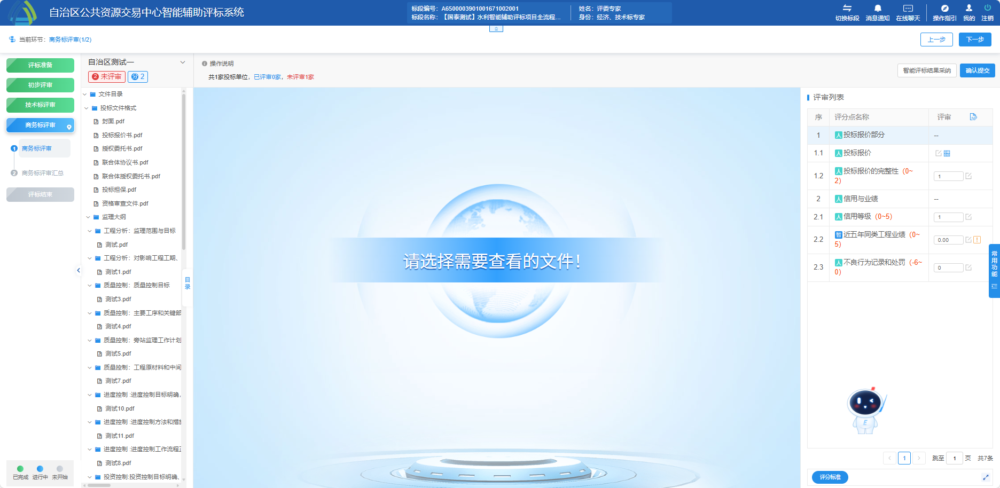 自治区公共资源交易中心智能辅助评标系统
标段编号：A6500003901001671002001
标段名称：【国泰测试】水利智能辅助评标项目全流程...
姓名：评委专家
身份：经济、技术标专家
切换标段
消息通知
在线聊天
操作指引
我的
注销
当前环节：商务标评审(1/2)
上一步
下一步
评标准备
初步评审
技术标评审
商务标评审
1 商务标评审
2 商务标评审汇总
评标结束
已完成
进行中
未开始
自治区测试一
2 未评审
分 2
文件目录
投标文件格式
封面.pdf
投标报价书.pdf
授权委托书.pdf
联合体协议书.pdf
联合体授权委托书.pdf
投标担保.pdf
资格审查文件.pdf
监理大纲
工程分析：监理范围与目标
测试.pdf
工程分析：对影响工程工期、
测试1.pdf
质量控制：质量控制目标
测试3.pdf
质量控制：主要工序和关键部
测试4.pdf
质量控制：旁站监理工作计划
测试5.pdf
质量控制：工程原材料和中间
测试7.pdf
进度控制 :进度控制目标明确,
测试10.pdf
进度控制 :进度控制方法和措施
测试11.pdf
进度控制 :进度控制工作流程正
测试8.pdf
投资控制:投资控制目标明确、
目录
操作说明
共1家投标单位，已评审0家，未评审1家
智能评标结果采纳
确认提交
请选择需要查看的文件！
评审列表
序 评分点名称 评审
1 人 投标报价部分 --
1.1 人 投标报价
1.2 人 投标报价的完整性（0~2） 1
2 人 信用与业绩 --
2.1 人 信用等级（0~5） 1
2.2 智 近五年同类工程业绩（0~5） 0.00
2.3 人 不良行为记录和处罚（-6~0） 0
常用功能
E
1
跳至 1 页 共7条
评分标准